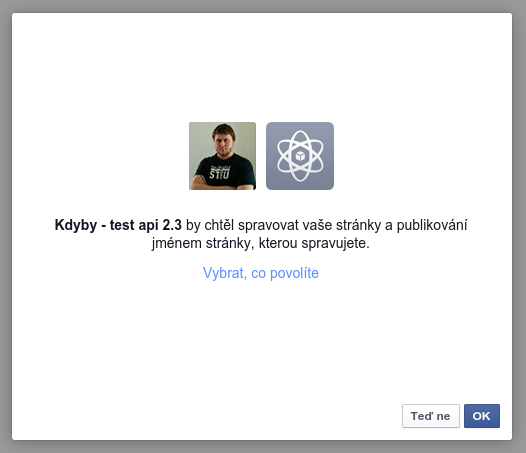 Kdyby - test api 2.3 by chtěl spravovat vaše stránky a publikování
jménem stránky, kterou spravujete.
Vybrat, co povolíte
Teď ne
OK